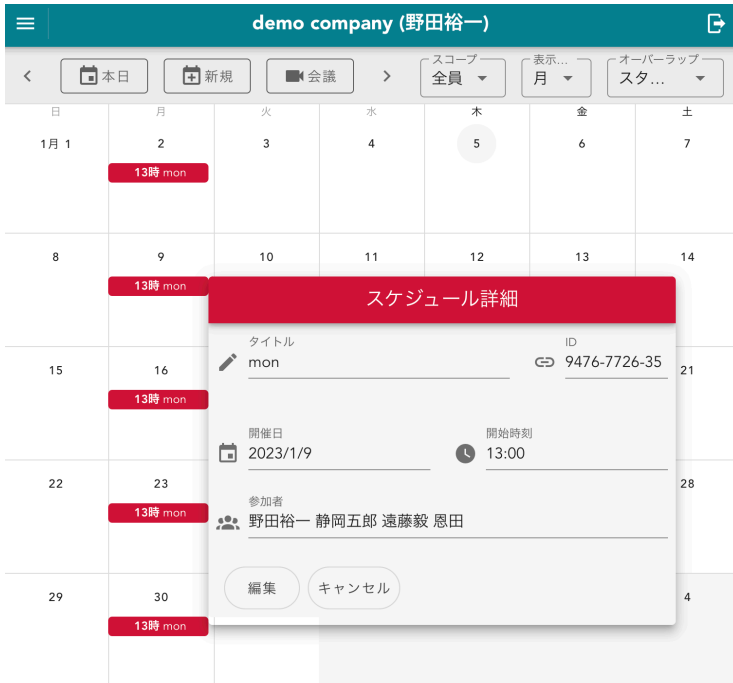 demo company (野田裕一)
本日 新規 会議 スコープ 全員 表示... 月 オーバーラップ スタ...
日 月 火 水 木 金 土
1月 1 2 3 4 5 6 7
13時 mon
8 9 10 11 12 13 14
13時 mon
スケジュール詳細
タイトル ID
mon 9476-7726-35
15 16 21
13時 mon
開催日 開始時刻
2023/1/9 13:00
22 23 28
参加者
13時 mon
野田裕一 静岡五郎 遠藤毅 恩田
編集 キャンセル
29 30 4
13時 mon